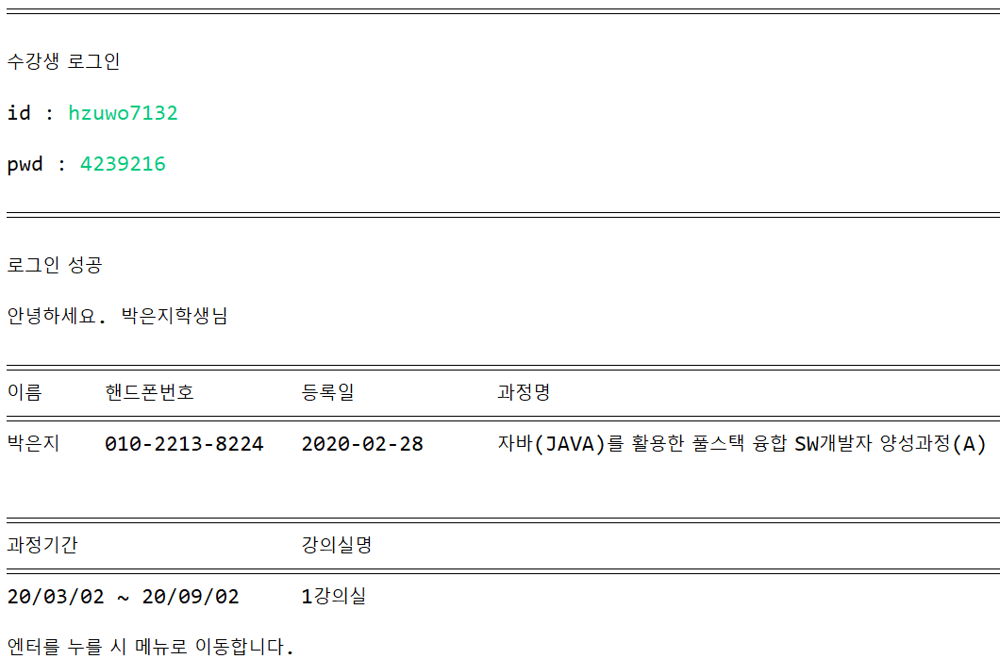 수강생 로그인
id : hzuwo7132
pwd : 4239216
로그인 성공
안녕하세요. 박은지학생님
이름 핸드폰번호 등록일 과정명
박은지 010-2213-8224 2020-02-28 자바(JAVA)를 활용한 풀스택 융합 SW개발자 양성과정(A)
과정기간 강의실명
20/03/02 ~ 20/09/02 1강의실
엔터를 누를 시 메뉴로 이동합니다.